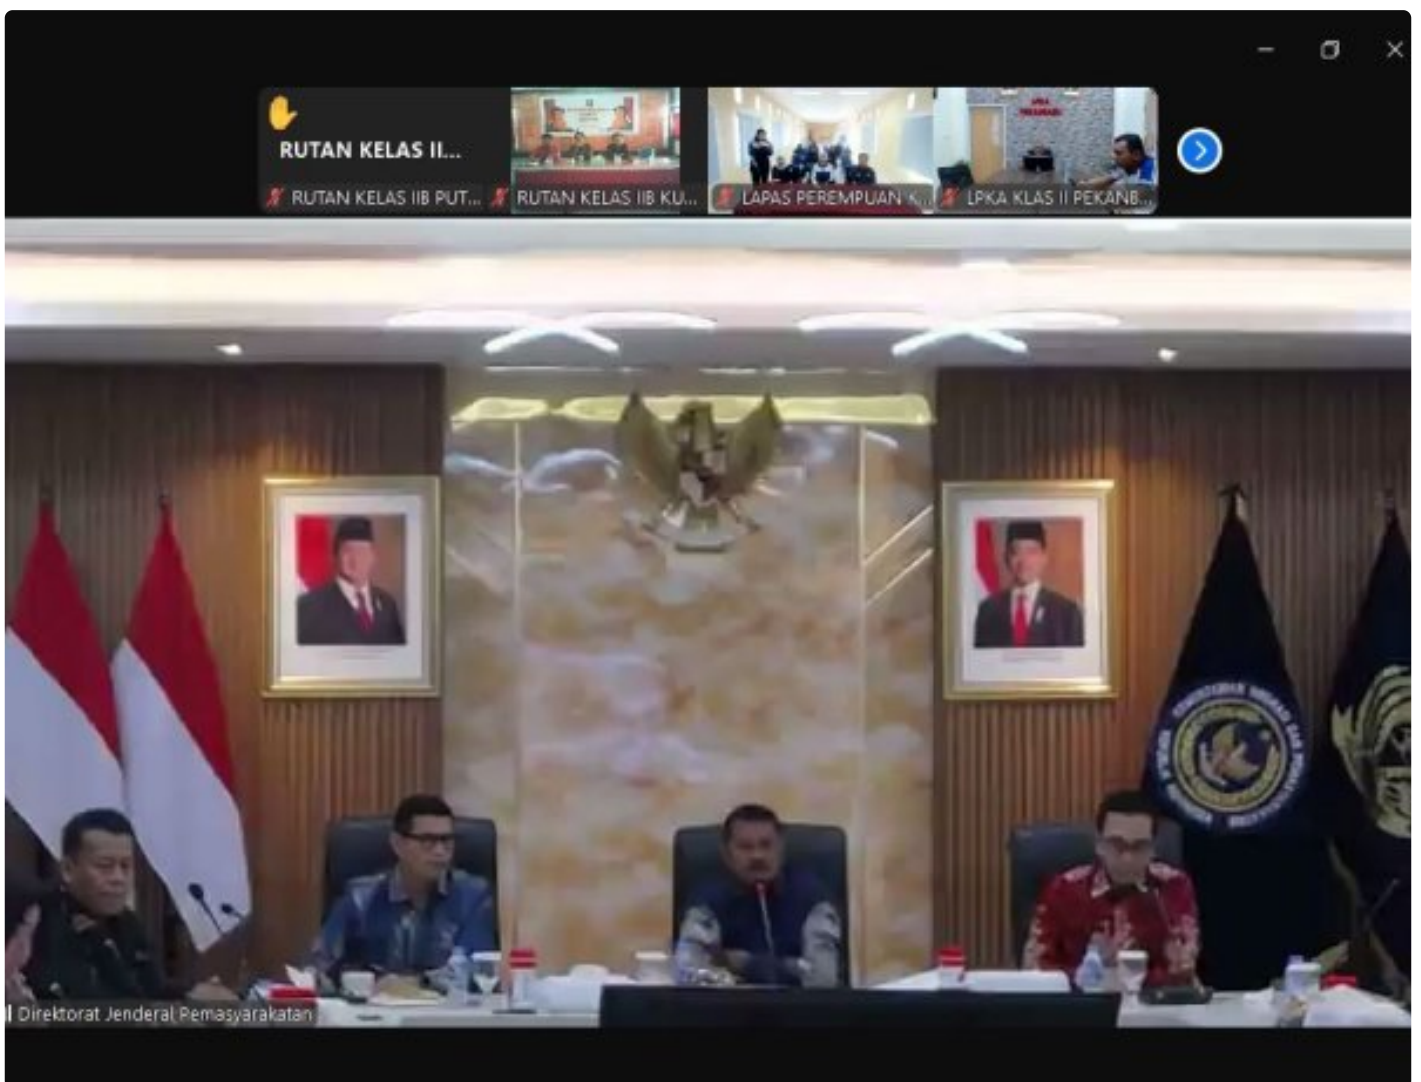 RUTAN KELAS II...
RUTAN KELAS IIB PUT...
RUTAN KELAS IIB KU...
LAPAS PEREMPUAN K...
LPKA KLAS II PEKANB...
Direktorat Jenderal Pemasyarakatan